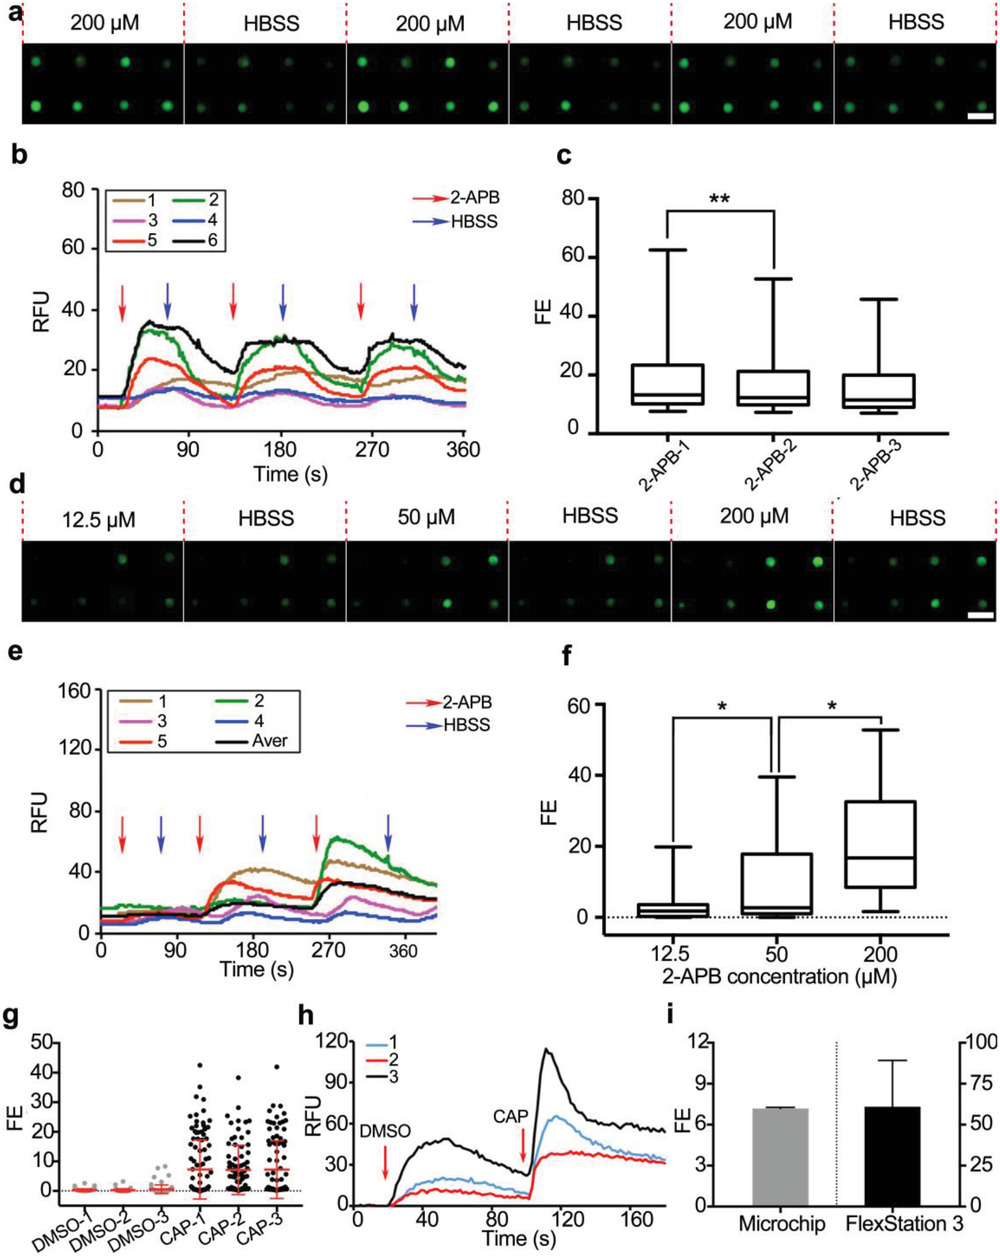 a
200 μM HBSS 200 μM HBSS 200 μM HBSS
b
80
60
40
20
0
RFU
1 2
3 4
5 6
2-APB
HBSS
0 90 180 270 360
Time (s)
c
80
60
40
20
0
FE
**
2-APB-1 2-APB-2 2-APB-3
d
12.5 μM HBSS 50 μM HBSS 200 μM HBSS
e
160
120
80
40
0
RFU
1 2
3 4
5 Aver
2-APB
HBSS
0 90 180 270 360
Time (s)
f
60
40
20
0
FE
* *
12.5 50 200
2-APB concentration (μM)
g
50
40
30
20
10
0
FE
DMSO-1 DMSO-2 DMSO-3 CAP-1 CAP-2 CAP-3
h
120
90
60
30
0
RFU
1
2
3
DMSO
CAP
0 40 80 120 160
Time (s)
i
12
9
6
3
0
FE
100
75
50
25
0
Microchip FlexStation 3